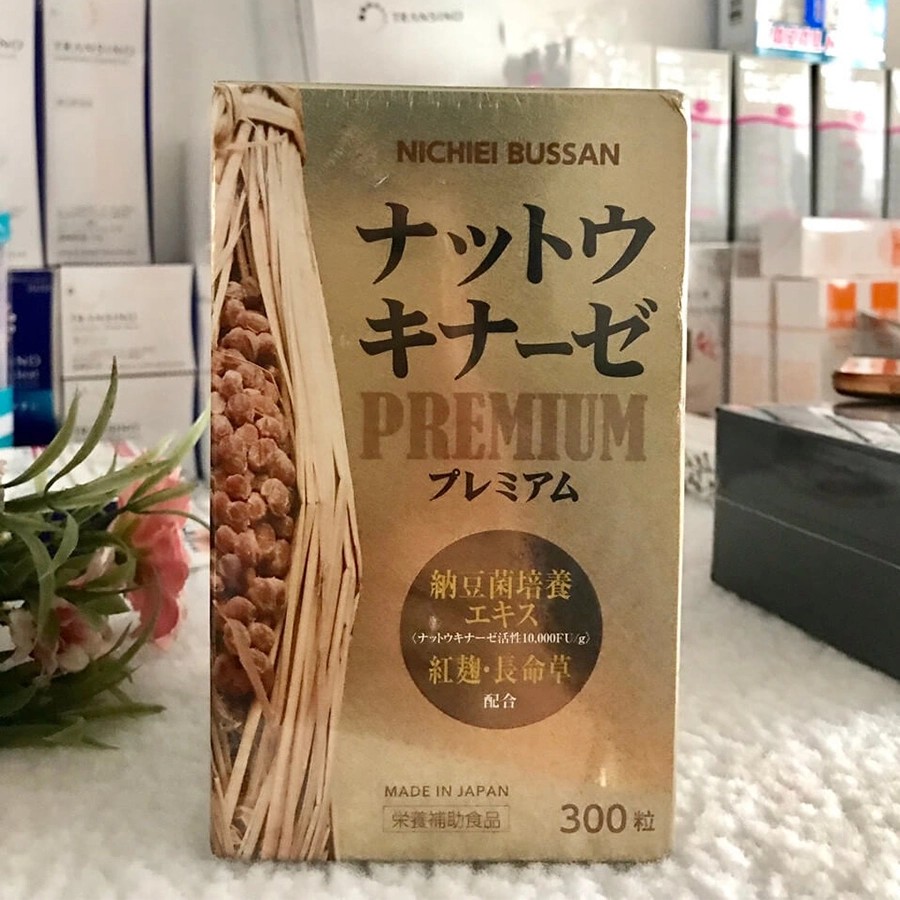 TRANSINO
TRANSINO
TRANSINO
NICHIEI BUSSAN
ナットウ
キナーゼ
PREMIUM
プレミアム
納豆菌培養
エキス
〈ナットウキナーゼ活性10,000FU/g〉
紅麹・長命草
配合
MADE IN JAPAN
栄養補助食品
300粒